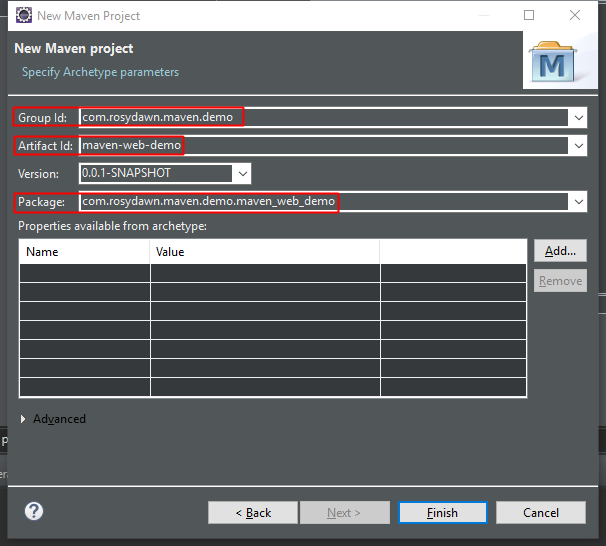 New Maven Project
New Maven project
Specify Archetype parameters
M
Group Id: com.rosydawn.maven.demo
Artifact Id: maven-web-demo
Version: 0.0.1-SNAPSHOT
Package: com.rosydawn.maven.demo.maven_web_demo
Properties available from archetype:
Name Value
Add...
Remove
Advanced
p
era
? < Back Next > Finish Cancel